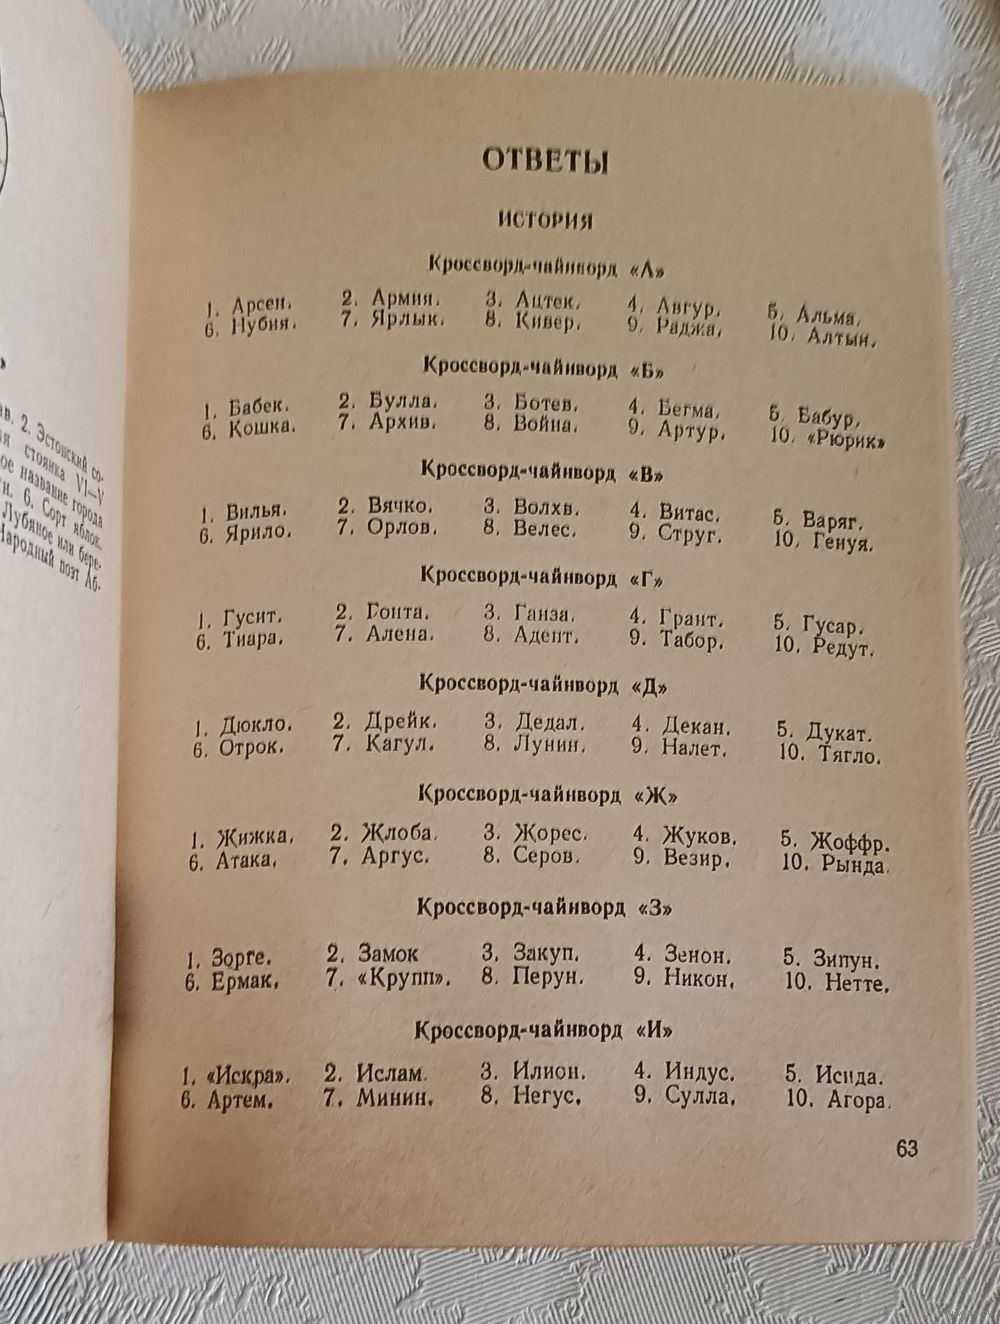 »
ав. 2. Эстонский со-
ая стоянка VI—V
ое название города
и. 6. Сорт яблок.
Лубяное или бере-
Народный поэт Аб-
ОТВЕТЫ
ИСТОРИЯ
Кроссворд-чайнворд «А»
1. Арсен. 2. Армия. 3. Ацтек. 4. Авгур. 5. Альма.
6. Нубия. 7. Ярлык. 8. Кивер. 9. Раджа. 10. Алтын.
Кроссворд-чайнворд «Б»
1. Бабек. 2. Булла. 3. Ботев. 4. Бегма. 5. Бабур.
6. Кошка. 7. Архив. 8. Война. 9. Артур. 10. «Рюрик»
Кроссворд-чайнворд «В»
1. Вилья. 2. Вячко. 3. Волхв. 4. Витас. 5. Варяг.
6. Ярило. 7. Орлов. 8. Велес. 9. Струг. 10. Генуя.
Кроссворд-чайнворд «Г»
1. Гусит. 2. Гонта. 3. Ганза. 4. Грант. 5. Гусар.
6. Тиара. 7. Алена. 8. Адепт. 9. Табор. 10. Редут.
Кроссворд-чайнворд «Д»
1. Дюкло. 2. Дрейк. 3. Дедал. 4. Декан. 5. Дукат.
6. Отрок. 7. Кагул. 8. Лунин. 9. Налет. 10. Тягло.
Кроссворд-чайнворд «Ж»
1. Жижка. 2. Жлоба. 3. Жорес. 4. Жуков. 5. Жоффр.
6. Атака. 7. Аргус. 8. Серов. 9. Везир. 10. Рында.
Кроссворд-чайнворд «З»
1. Зорге. 2. Замок 3. Закуп. 4. Зенон. 5. Зипун.
6. Ермак. 7. «Крупп». 8. Перун. 9. Никон. 10. Нетте.
Кроссворд-чайнворд «И»
1. «Искра». 2. Ислам. 3. Илион. 4. Индус. 5. Исида.
6. Артем. 7. Минин. 8. Негус. 9. Сулла. 10. Агора.
63